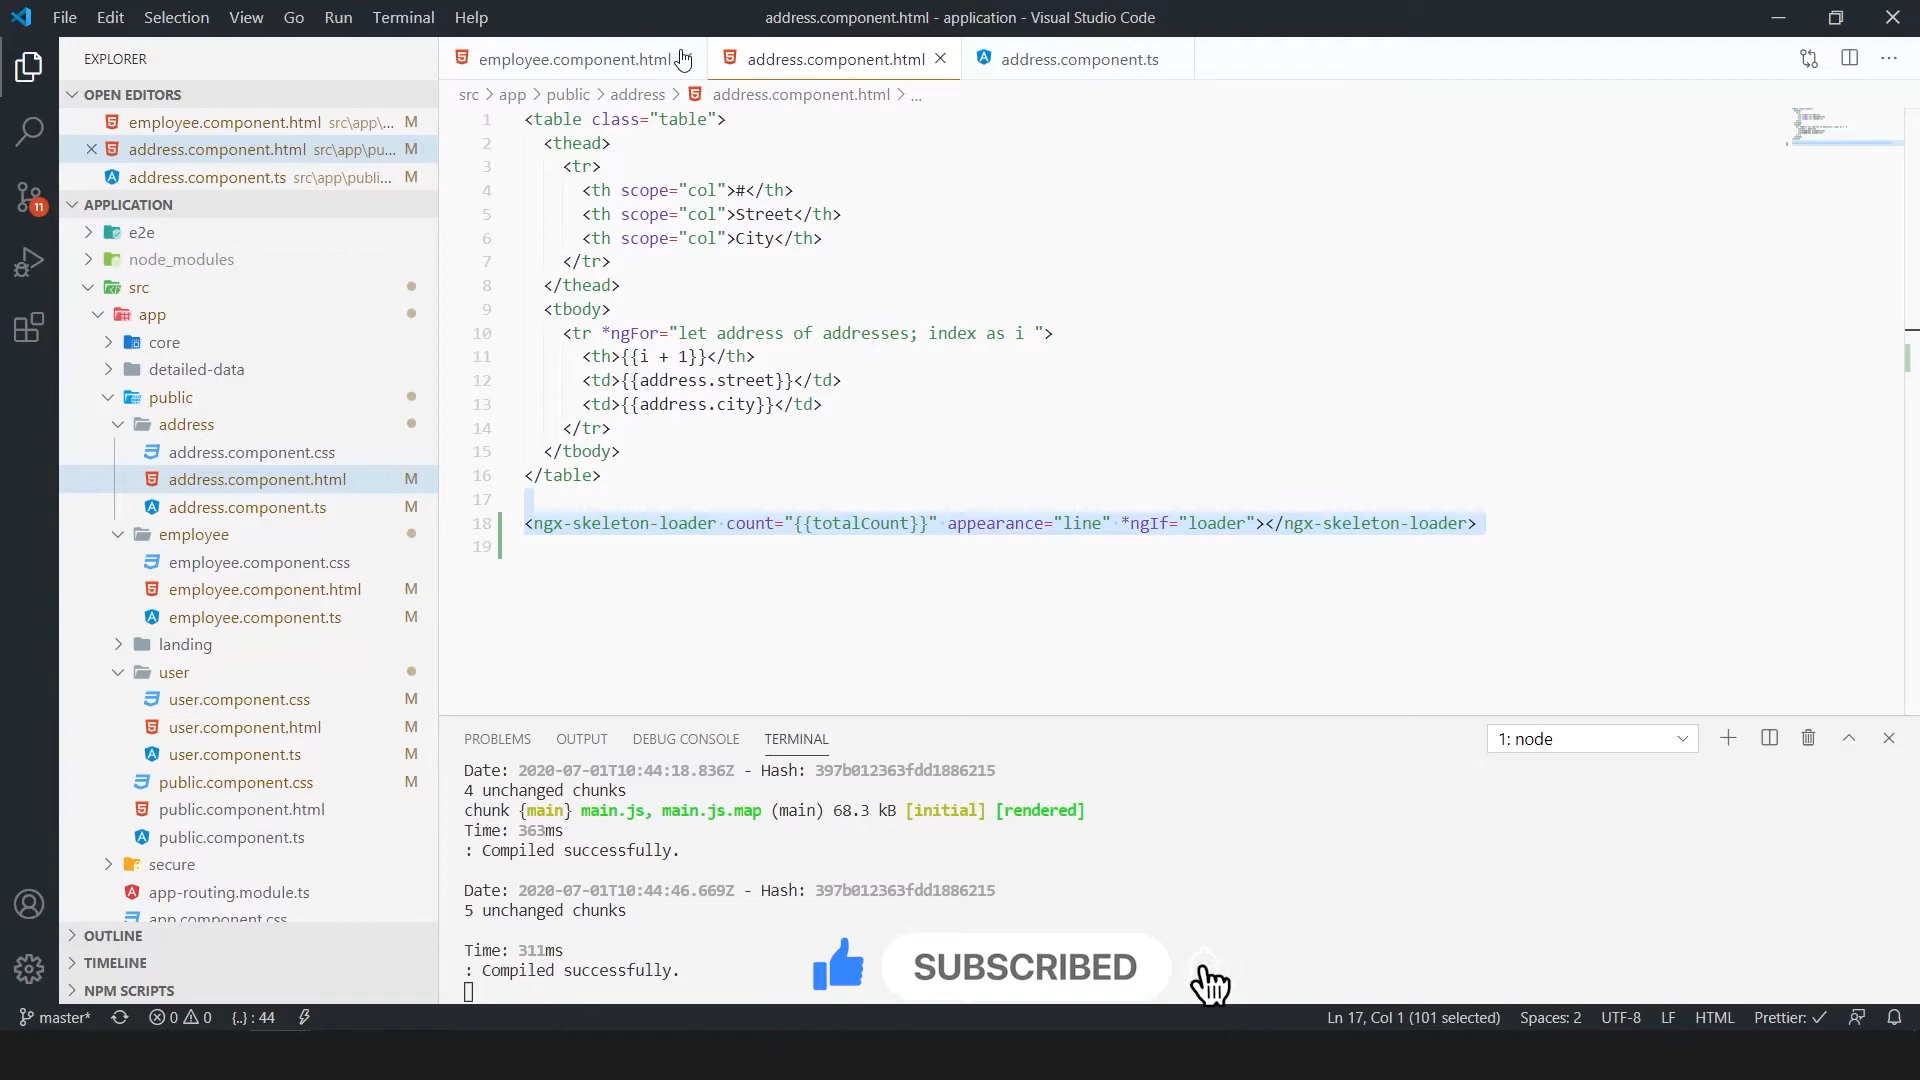 File Edit Selection View Go Run Terminal Help
address.component.html - application - Visual Studio Code
EXPLORER
OPEN EDITORS
employee.component.html src\app\... M
address.component.html src\app\pu... M
address.component.ts src\app\publi... M
APPLICATION
e2e
node_modules
src
app
core
detailed-data
public
address
address.component.css
address.component.html M
address.component.ts M
employee
employee.component.css
employee.component.html M
employee.component.ts M
landing
user
user.component.css M
user.component.html M
user.component.ts M
public.component.css M
public.component.html
public.component.ts
secure
app-routing.module.ts
app.component.css
OUTLINE
TIMELINE
NPM SCRIPTS
11
employee.component.html address.component.html address.component.ts
src > app > public > address > address.component.html > ...
1 <table class="table">
2 <thead>
3 <tr>
4 <th scope="col">#</th>
5 <th scope="col">Street</th>
6 <th scope="col">City</th>
7 </tr>
8 </thead>
9 <tbody>
10 <tr *ngFor="let address of addresses; index as i ">
11 <th>{{i + 1}}</th>
12 <td>{{address.street}}</td>
13 <td>{{address.city}}</td>
14 </tr>
15 </tbody>
16 </table>
17
18 <ngx-skeleton-loader count="{{totalCount}}" appearance="line" *ngIf="loader"></ngx-skeleton-loader>
19
PROBLEMS OUTPUT DEBUG CONSOLE TERMINAL
1: node
Date: 2020-07-01T10:44:18.836Z - Hash: 397b012363fdd1886215
4 unchanged chunks
chunk {main} main.js, main.js.map (main) 68.3 kB [initial] [rendered]
Time: 363ms
: Compiled successfully.
Date: 2020-07-01T10:44:46.669Z - Hash: 397b012363fdd1886215
5 unchanged chunks
Time: 311ms
: Compiled successfully.
SUBSCRIBED
master* 0 0 {..} : 44
Ln 17, Col 1 (101 selected) Spaces: 2 UTF-8 LF HTML Prettier: ✓